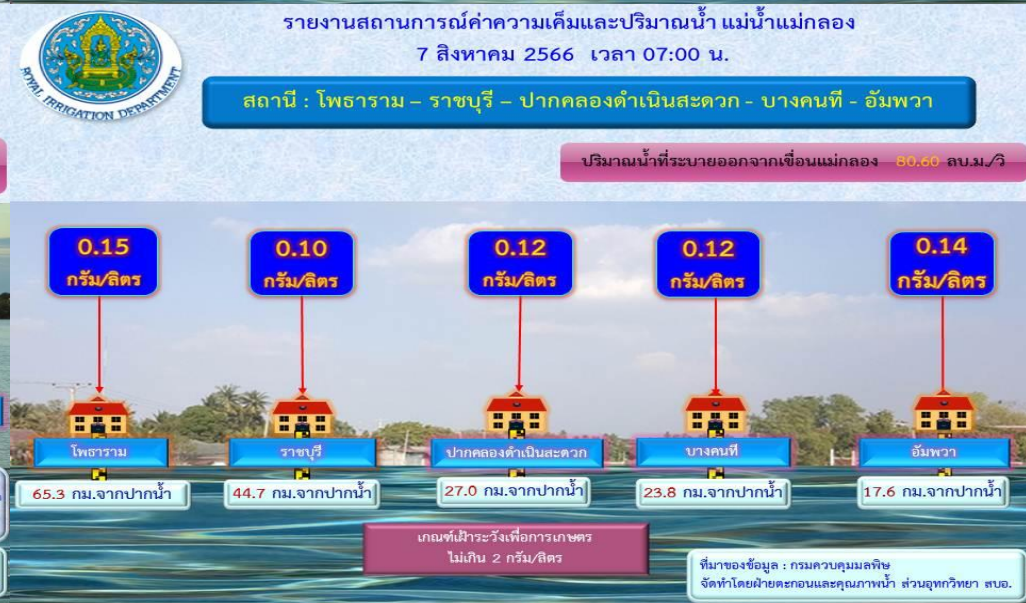 รายงานสถานการณ์ค่าความเค็มและปริมาณน้ำ แม่น้ำแม่กลอง
7 สิงหาคม 2566 เวลา 07:00 น.
ROYAL IRRIGATION DEPARTMENT
สถานี : โพธาราม – ราชบุรี – ปากคลองดำเนินสะดวก - บางคนที - อัมพวา
ปริมาณน้ำที่ระบายออกจากเขื่อนแม่กลอง 80.60 ลบ.ม./วิ
0.15 กรัม/ลิตร
0.10 กรัม/ลิตร
0.12 กรัม/ลิตร
0.12 กรัม/ลิตร
0.14 กรัม/ลิตร
โพธาราม
ราชบุรี
ปากคลองดำเนินสะดวก
บางคนที
อัมพวา
65.3 กม.จากปากน้ำ
44.7 กม.จากปากน้ำ
27.0 กม.จากปากน้ำ
23.8 กม.จากปากน้ำ
17.6 กม.จากปากน้ำ
เกณฑ์เฝ้าระวังเพื่อการเกษตร
ไม่เกิน 2 กรัม/ลิตร
ที่มาของข้อมูล : กรมควบคุมมลพิษ
จัดทำโดยฝ่ายตะกอนและคุณภาพน้ำ ส่วนอุทกวิทยา สบอ.